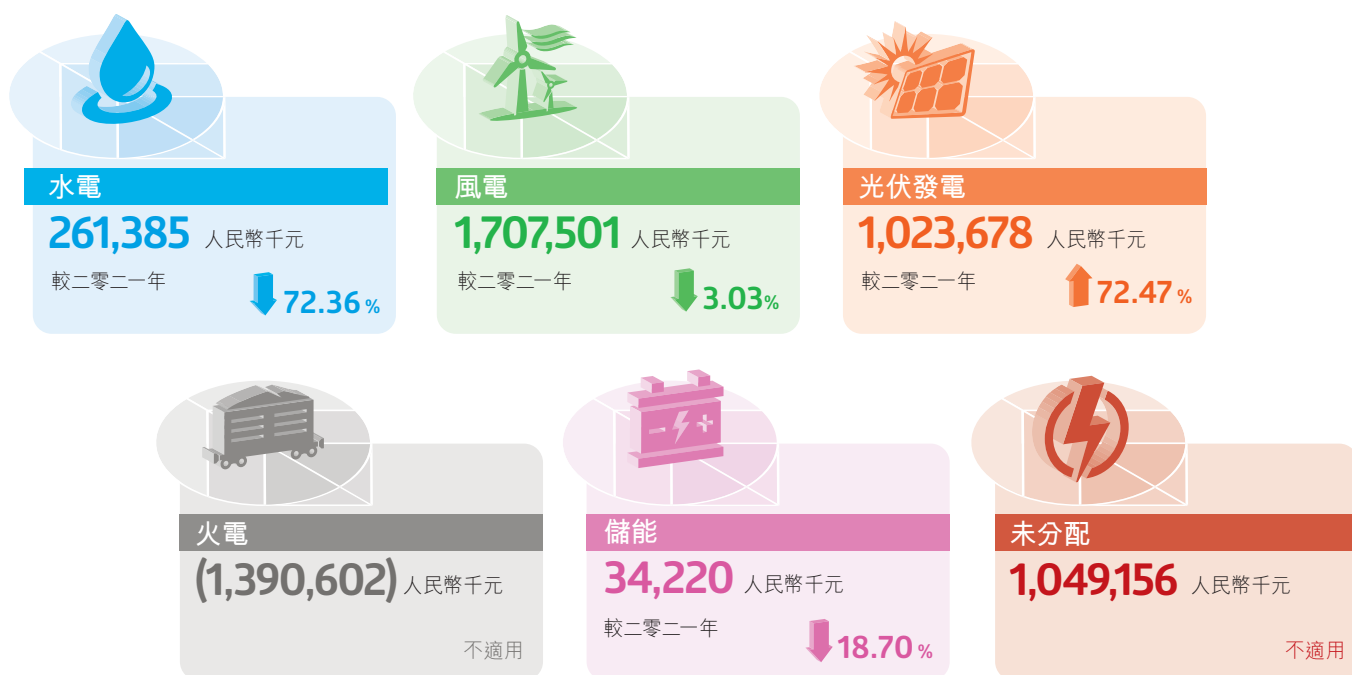 水電
261,385 人民幣千元
較二零二一年
72.36 %
風電
1,707,501 人民幣千元
較二零二一年
3.03%
光伏發電
1,023,678 人民幣千元
較二零二一年
72.47 %
火電
(1,390,602) 人民幣千元
不適用
儲能
34,220 人民幣千元
較二零二一年
18.70 %
未分配
1,049,156 人民幣千元
不適用